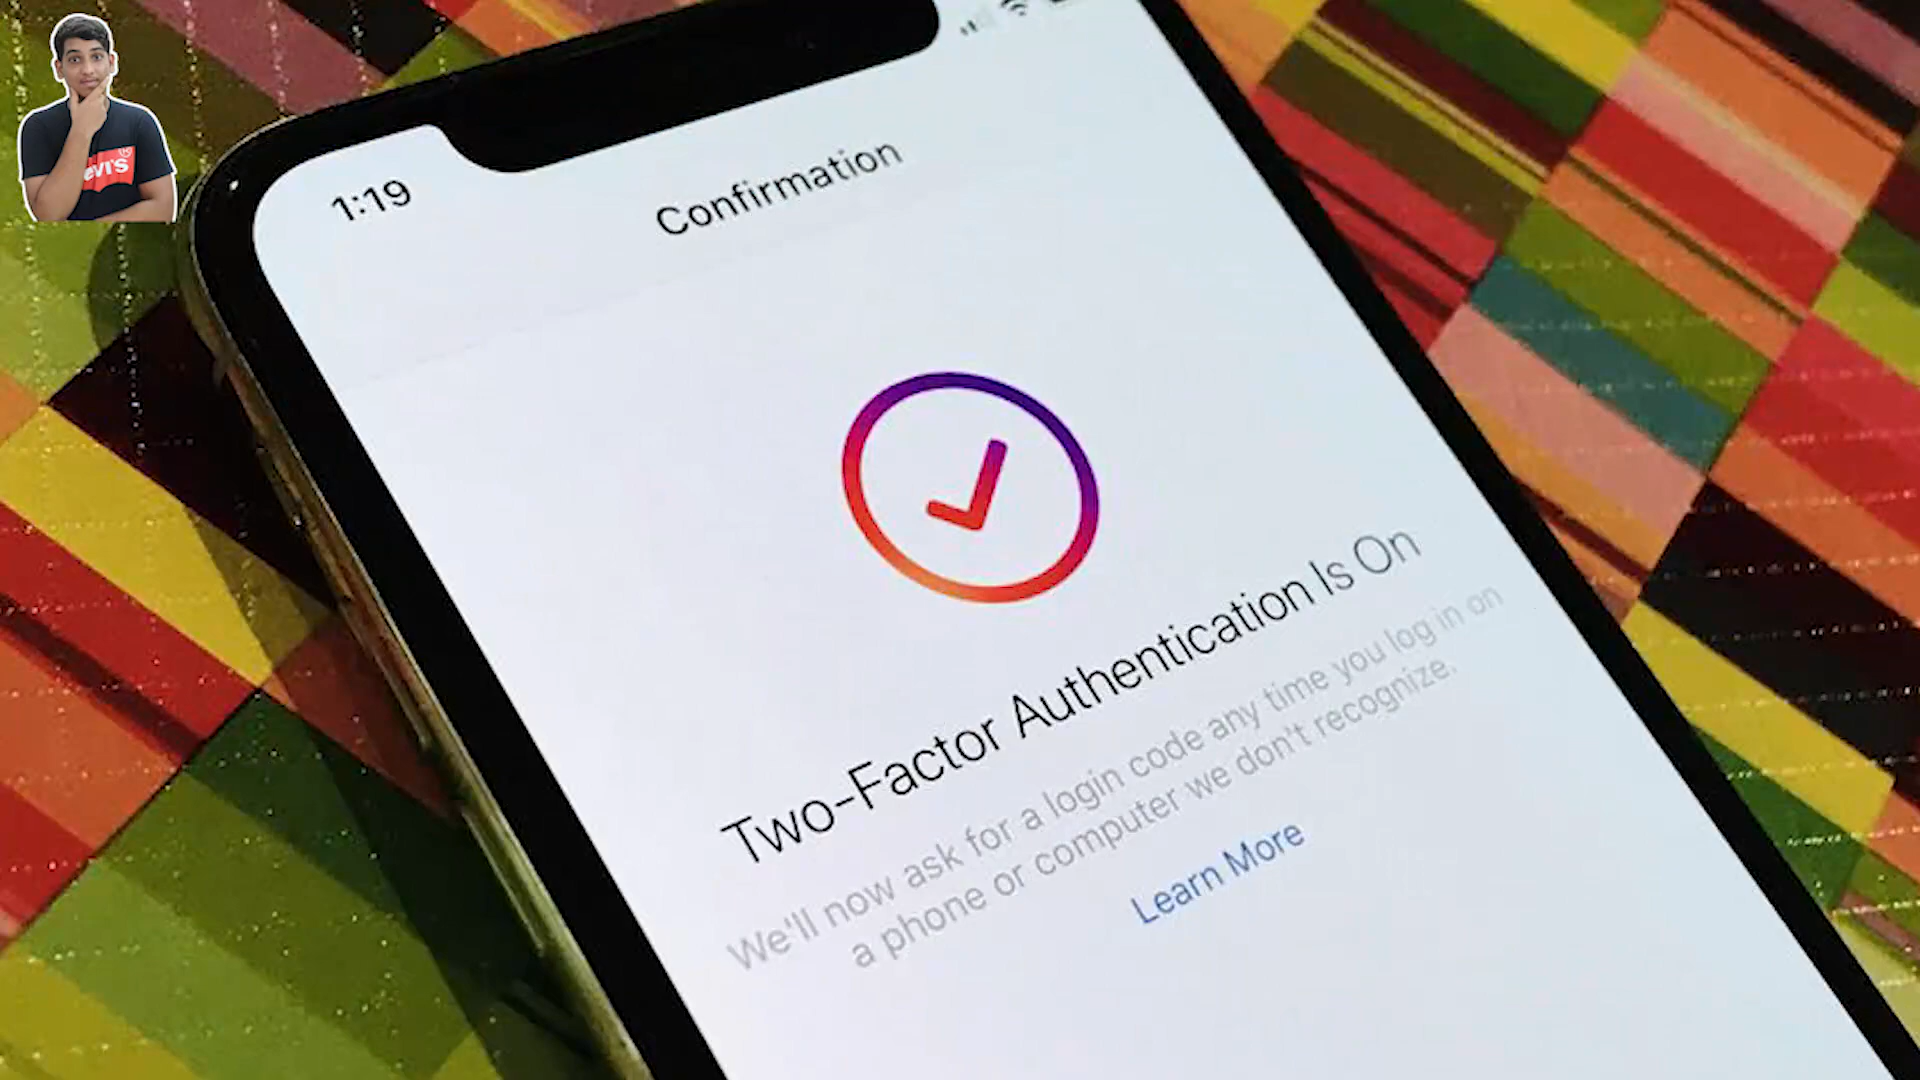 eVI'S
1:19
Confirmation
Two-Factor Authentication Is On
We'll now ask for a login code any time you log in on
a phone or computer we don't recognize.
Learn More